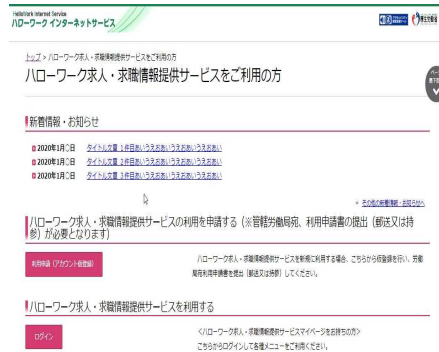 HelloWork Internet Service
ハローワーク インターネットサービス
トップ > ハローワーク求人・求職情報提供サービスをご利用の方
ハローワーク求人・求職情報提供サービスをご利用の方
新着情報・お知らせ
2020年1月〇日 タイトル文章 1件目あいうえおあいうえおあいうえおあい
2020年1月〇日 タイトル文章 2件目あいうえおあいうえおあいうえおあい
2020年1月〇日 タイトル文章 3件目あいうえおあいうえおあいうえおあい
その他の新着情報・お知らせへ
ハローワーク求人・求職情報提供サービスの利用を申請する（※管轄労働局宛、利用申請書の提出（郵送又は持
参）が必要となります）
利用申請（アカウント仮登録）
ハローワーク求人・求職情報提供サービスを新規に利用する場合、こちらから仮登録を行い、労働
局宛利用申請書を提出（郵送又は持参）してください。
ハローワーク求人・求職情報提供サービスを利用する
ログイン
＜ハローワーク求人・求職情報提供サービスマイページをお持ちの方＞
こちらからログインして各種メニューをご利用ください。